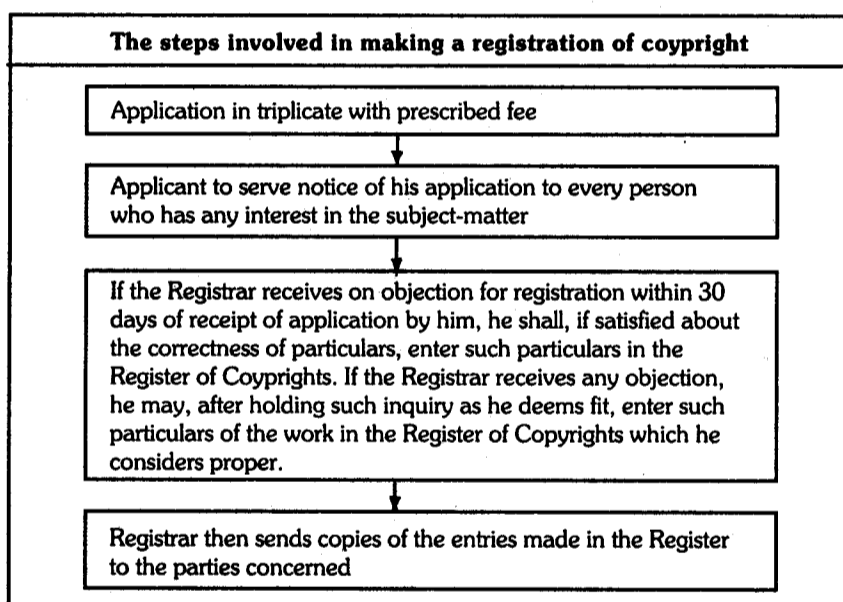 The steps involved in making a registration of coypright
Application in triplicate with prescribed fee
Applicant to serve notice of his application to every person
who has any interest in the subject-matter
If the Registrar receives on objection for registration within 30
days of receipt of application by him, he shall, if satisfied about
the correctness of particulars, enter such particulars in the
Register of Coyprights. If the Registrar receives any objection,
he may, after holding such inquiry as he deems fit, enter such
particulars of the work in the Register of Copyrights which he
considers proper.
Registrar then sends copies of the entries made in the Register
to the parties concerned